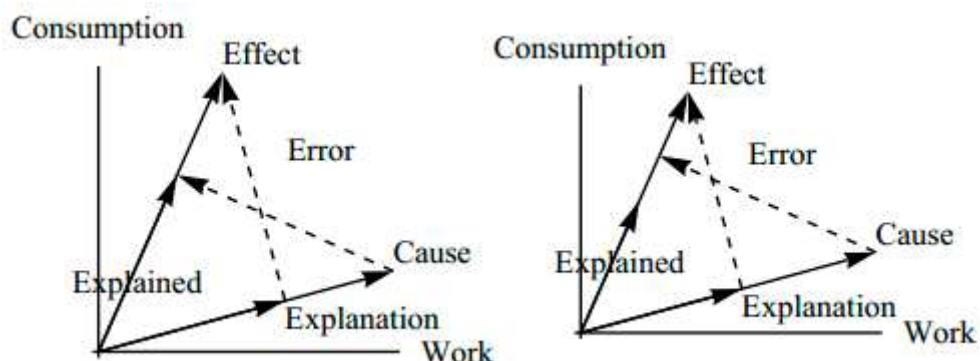 Consumption
Effect
Error
Cause
Explained
Explanation
Work
Consumption
Effect
Error
Cause
Explained
Explanation
Work